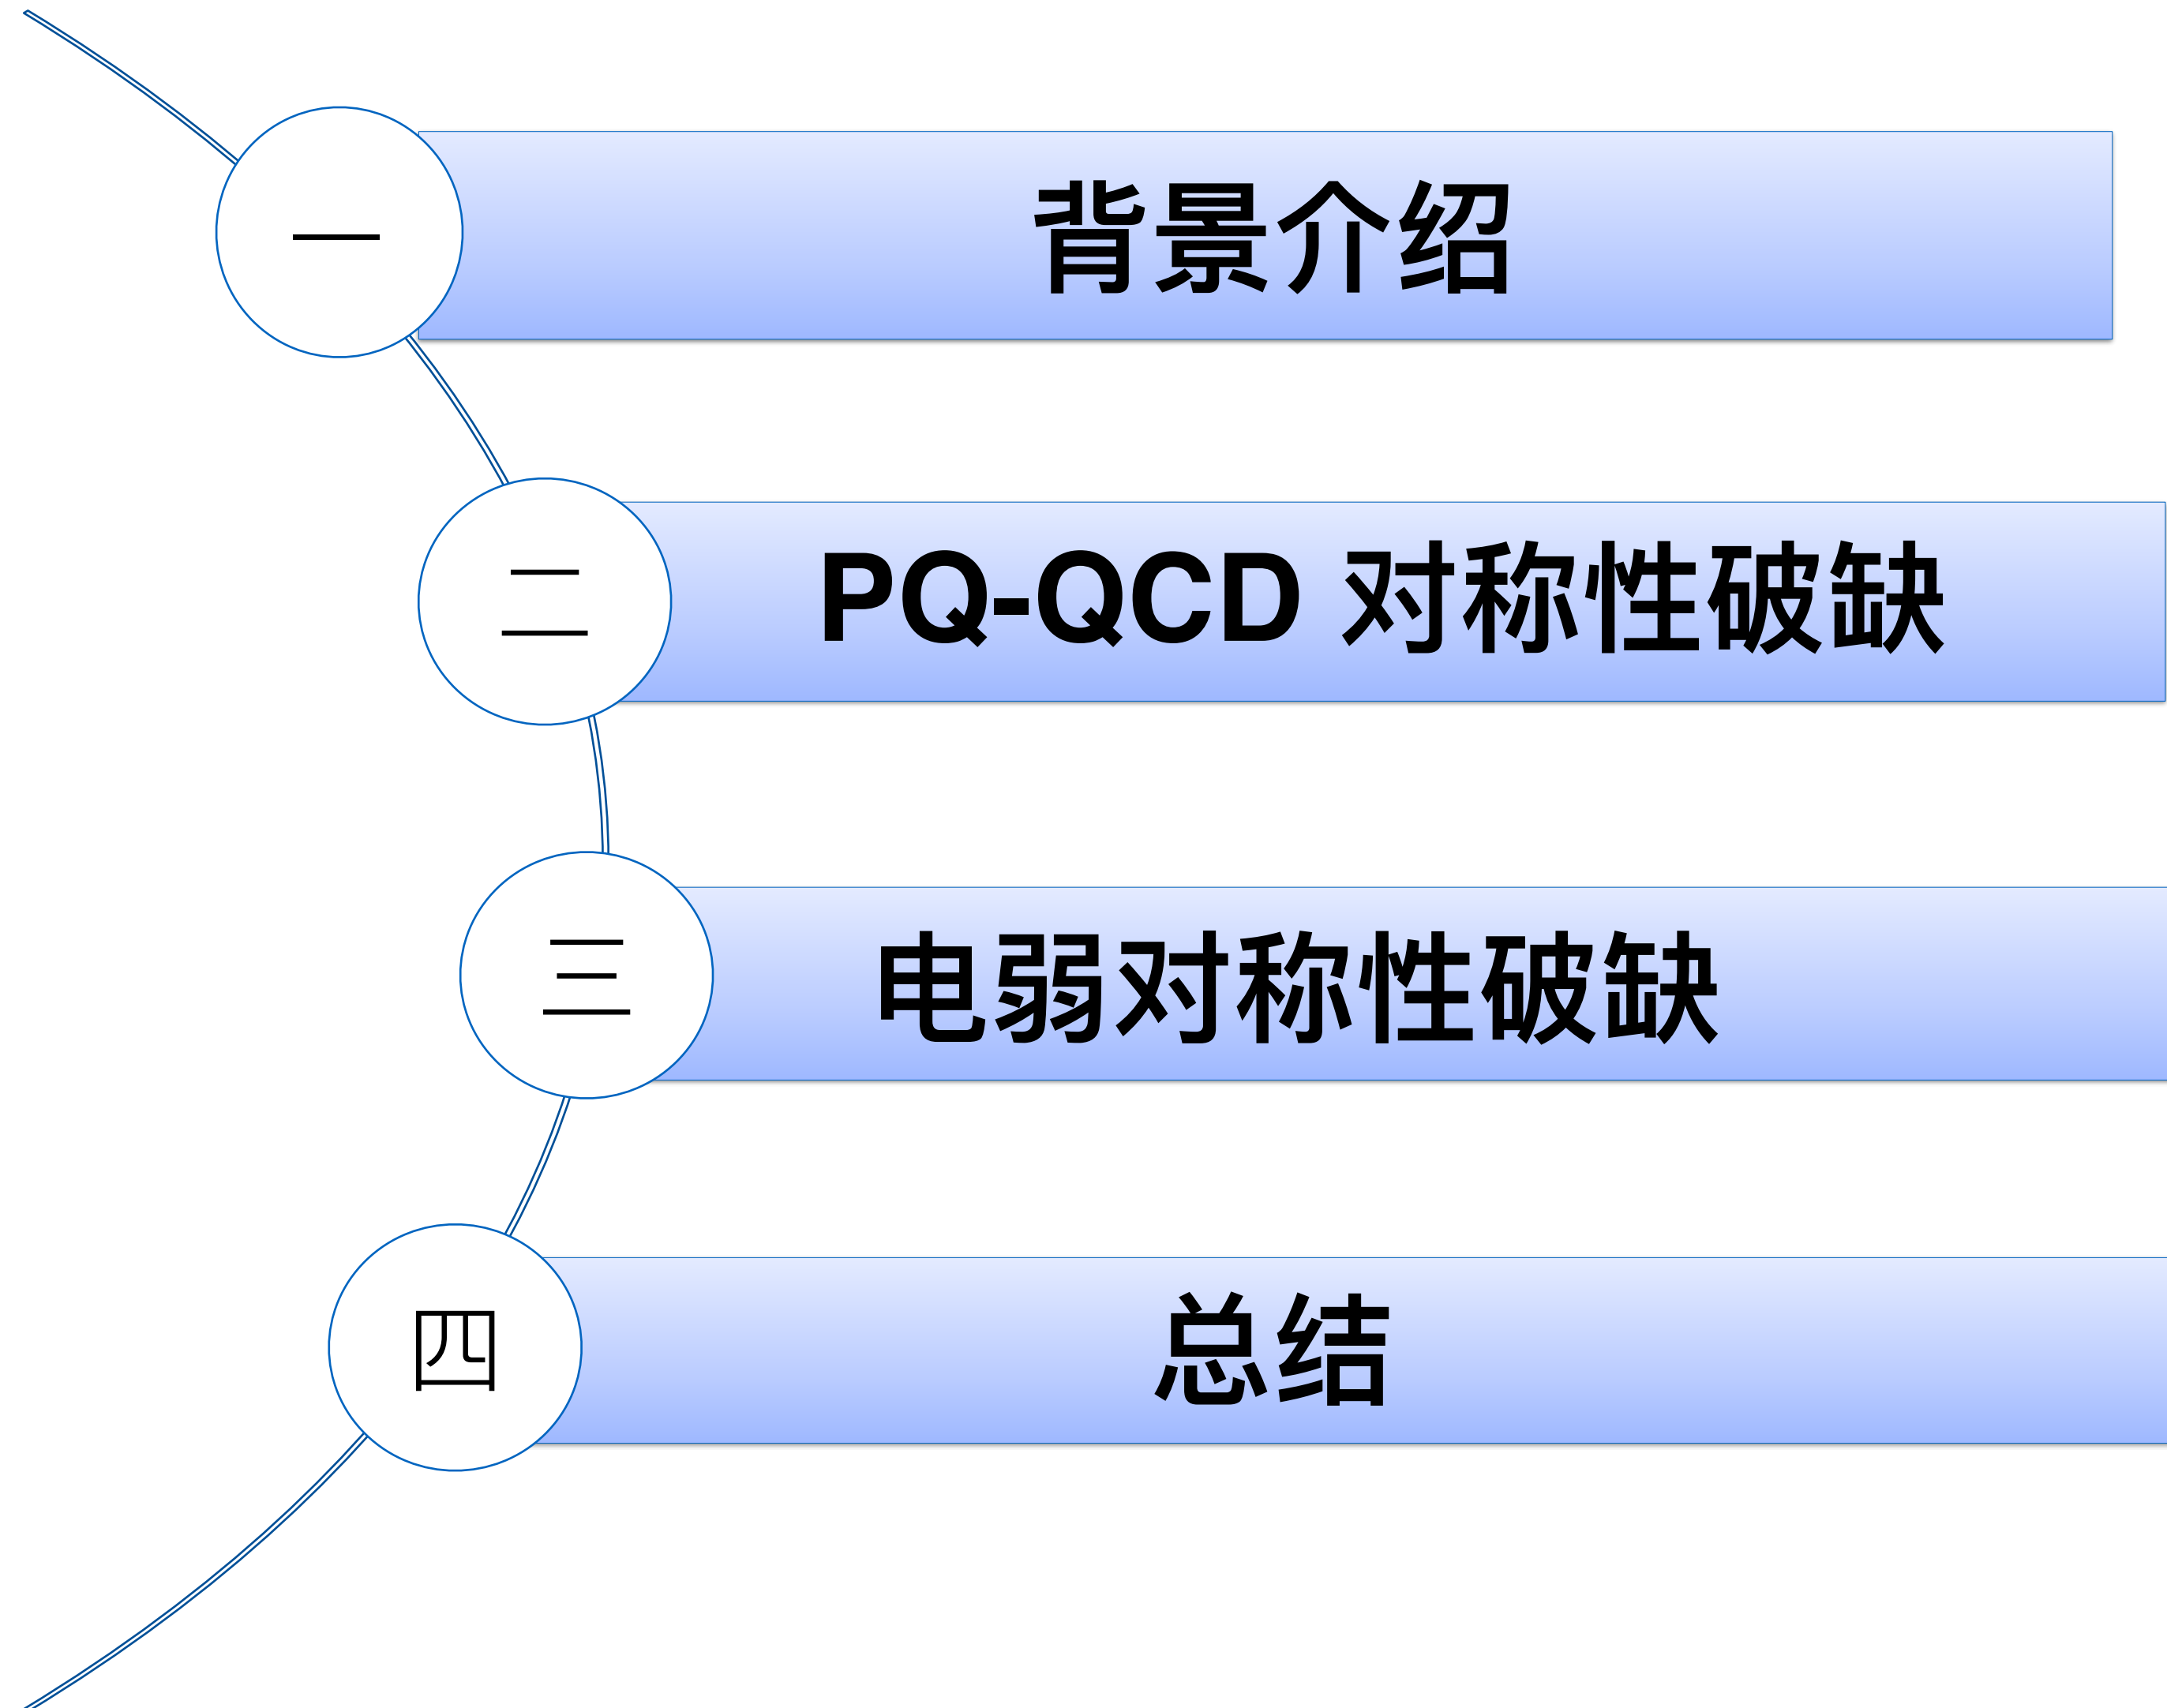 一
背景介绍
二
PQ-QCD 对称性破缺
三
电弱对称性破缺
四
总结